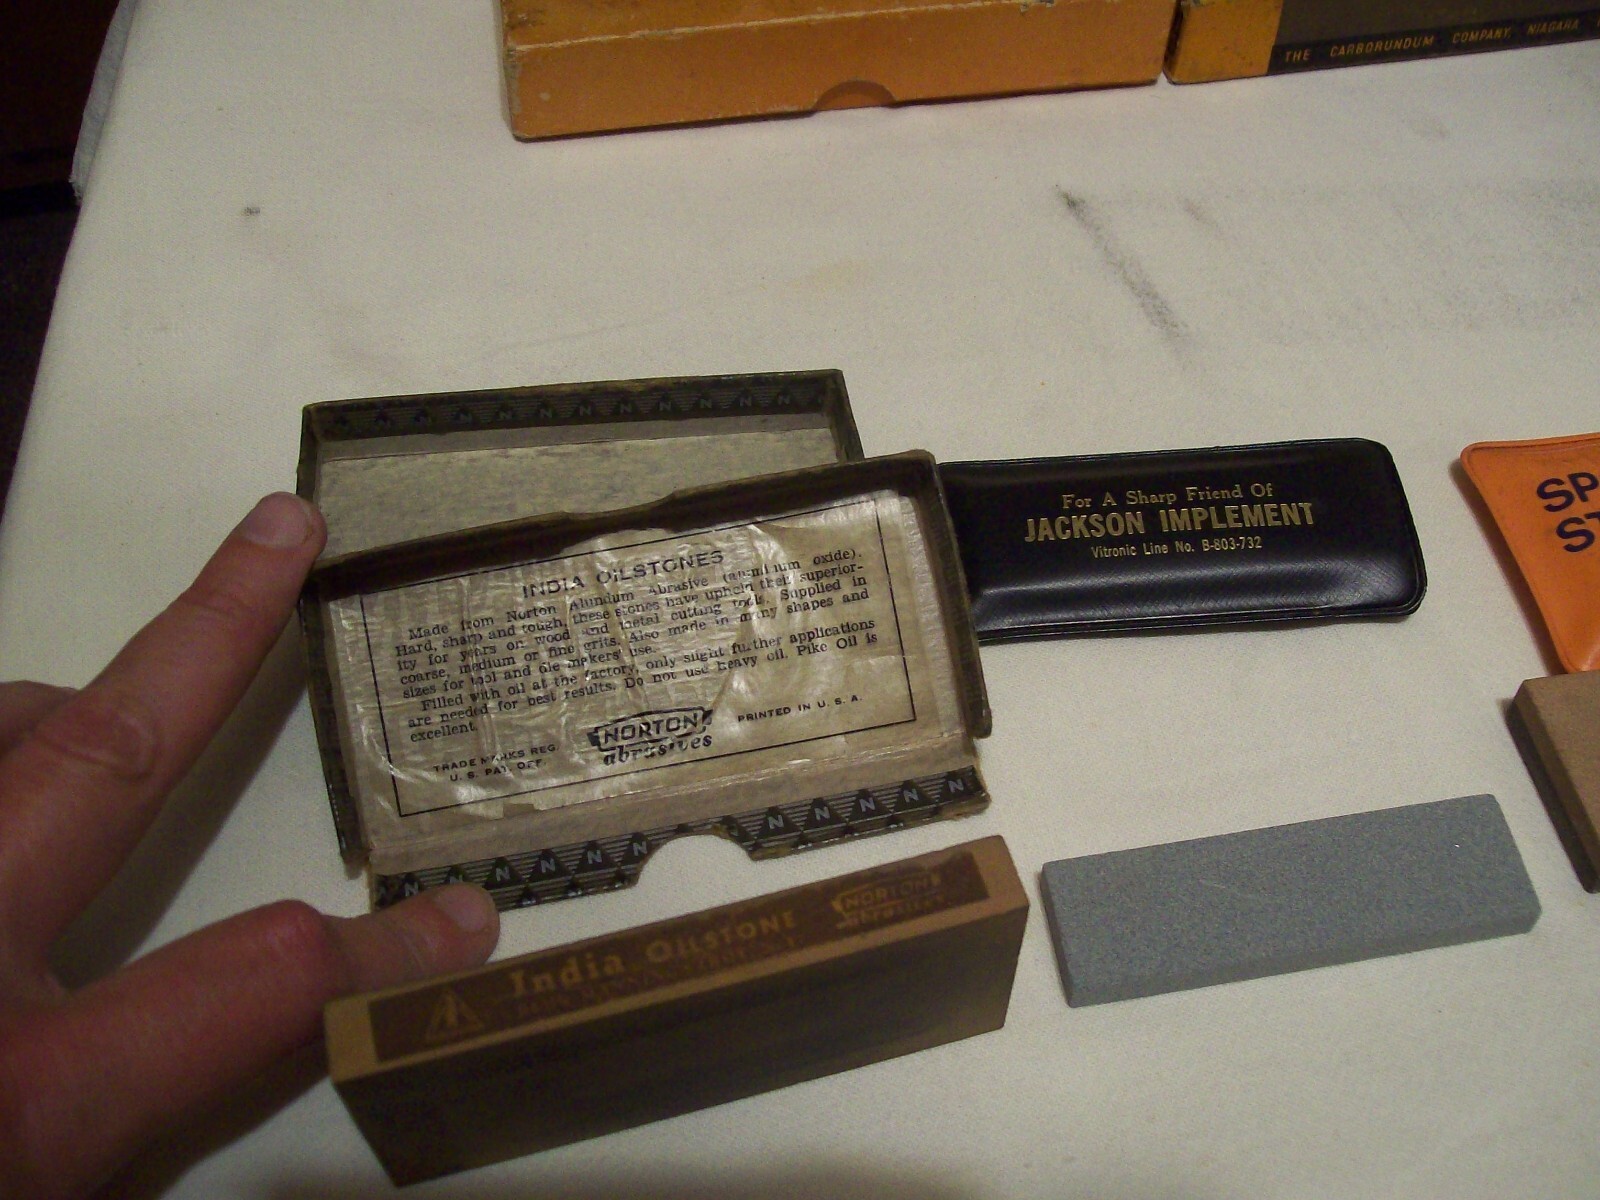 THE CARBORUNDUM COMPANY, NIAGARA
For A Sharp Friend Of
JACKSON IMPLEMENT
Vitronic Line No. B-803-732
SP
ST
INDIA OILSTONES
Made from Norton Alundum Abrasive (aluminum oxide).
Hard, sharp and tough, these stones have upheld their superior-
ity for years on wood and metal cutting tools. Supplied in
coarse, medium or fine grits. Also made in many shapes and
sizes for tool and die makers' use.
Filled with oil at the factory, only slight further applications
are needed for best results. Do not use heavy oil. Pike Oil is
excellent.
TRADE MARKS REG.
U. S. PAT. OFF.
NORTON
abrasives
PRINTED IN U. S. A.
N N N N N N N N N N
N N N N N N N N N N
India OILSTONE
NORTON
abrasives